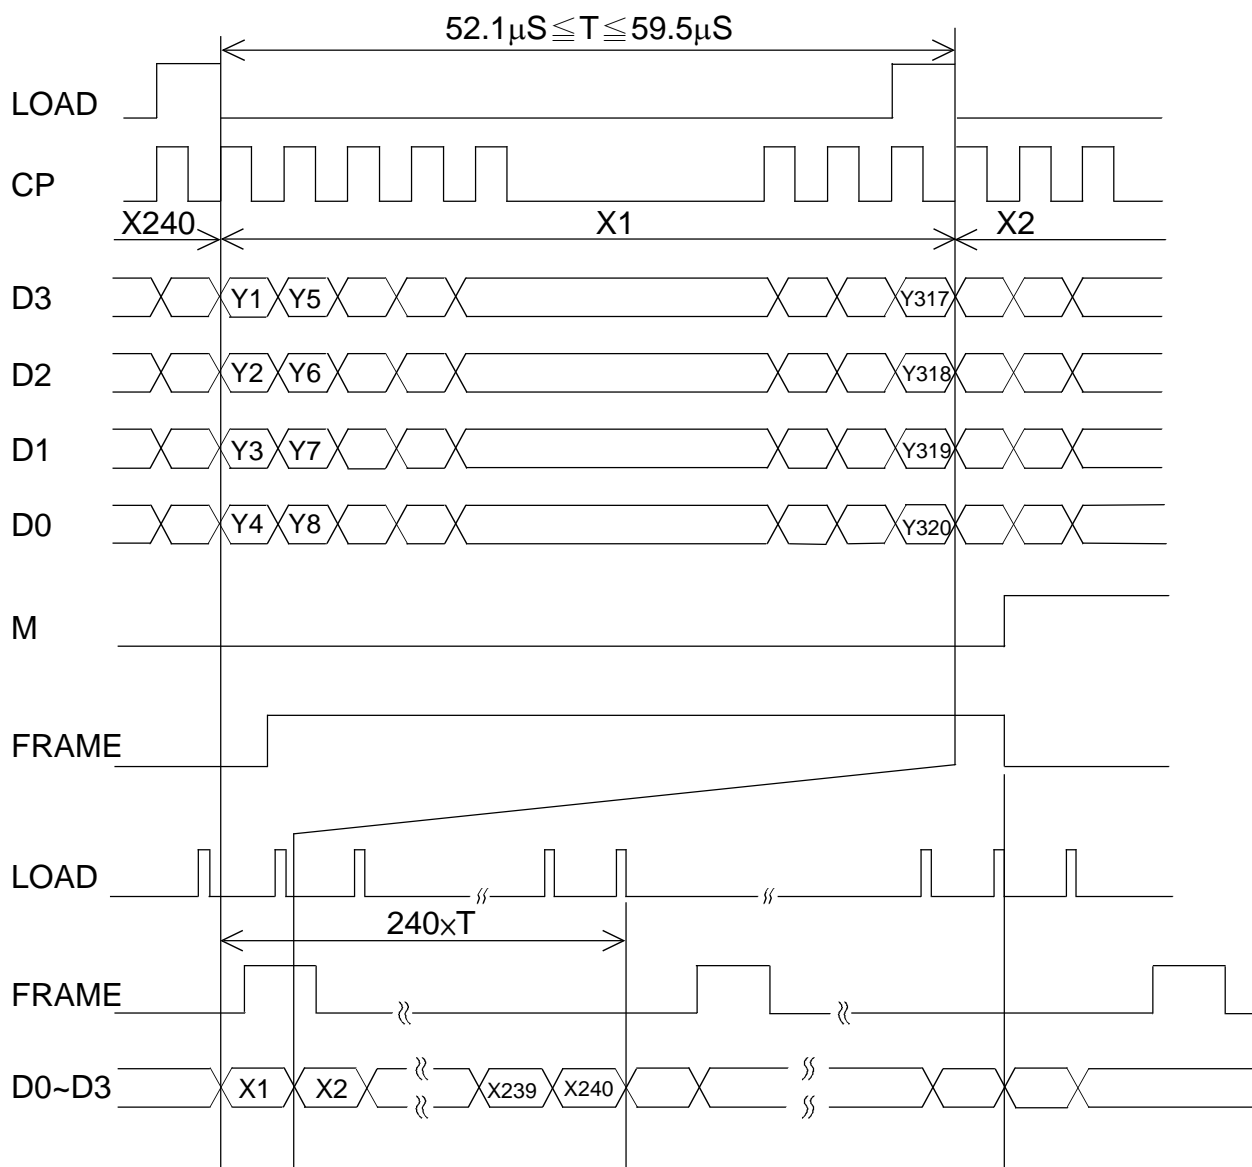 52.1μS≦T≦59.5μS
LOAD
CP
X240 X1 X2
D3 Y1 Y5 Y317
D2 Y2 Y6 Y318
D1 Y3 Y7 Y319
D0 Y4 Y8 Y320
M
FRAME
LOAD
240×T
FRAME
D0~D3 X1 X2 X239 X240